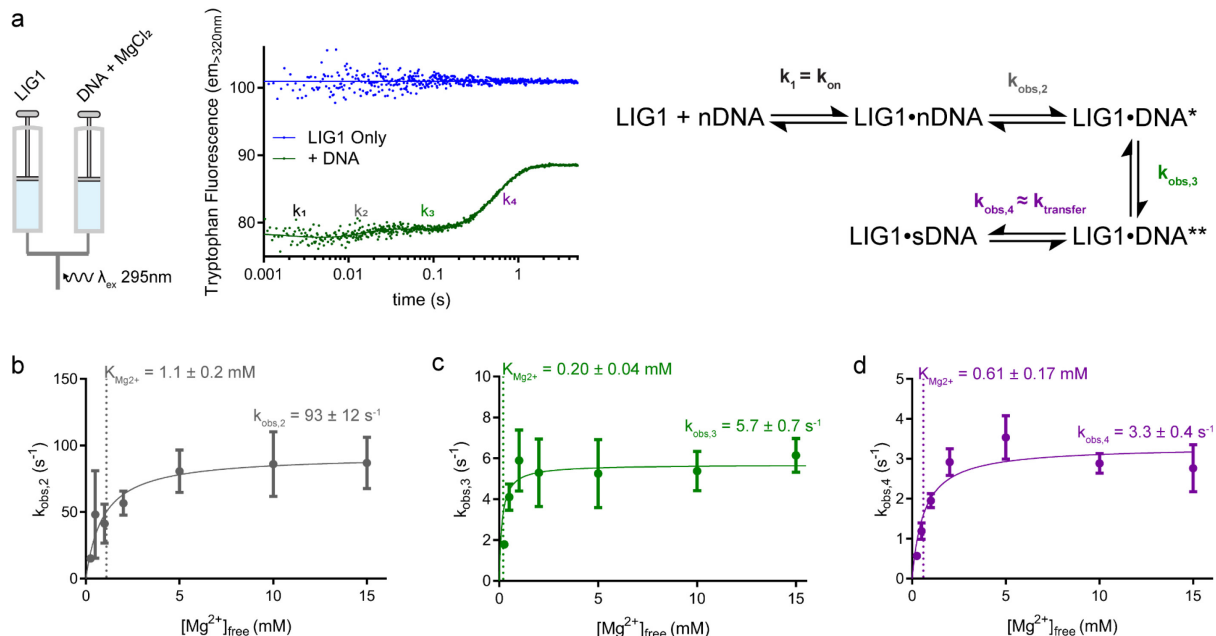 a
LIG1
DNA + MgCl₂
λex 295nm
Tryptophan Fluorescence (em>320nm)
100
90
80
LIG1 Only
+ DNA
k₁
k₂
k₃
k₄
0.001
0.01
0.1
1
time (s)
k₁ = kon
kobs,2
LIG1 + nDNA
LIG1•nDNA
LIG1•DNA*
kobs,3
kobs,4 ≈ ktransfer
LIG1•sDNA
LIG1•DNA**
b
KMg2+ = 1.1 ± 0.2 mM
kobs,2 = 93 ± 12 s⁻¹
kobs,2 (s⁻¹)
150
100
50
0
0
5
10
15
[Mg²⁺]free (mM)
c
KMg2+ = 0.20 ± 0.04 mM
kobs,3 = 5.7 ± 0.7 s⁻¹
kobs,3 (s⁻¹)
10
8
6
4
2
0
0
5
10
15
[Mg²⁺]free (mM)
d
KMg2+ = 0.61 ± 0.17 mM
kobs,4 = 3.3 ± 0.4 s⁻¹
kobs,4 (s⁻¹)
5
4
3
2
1
0
0
5
10
15
[Mg²⁺]free (mM)